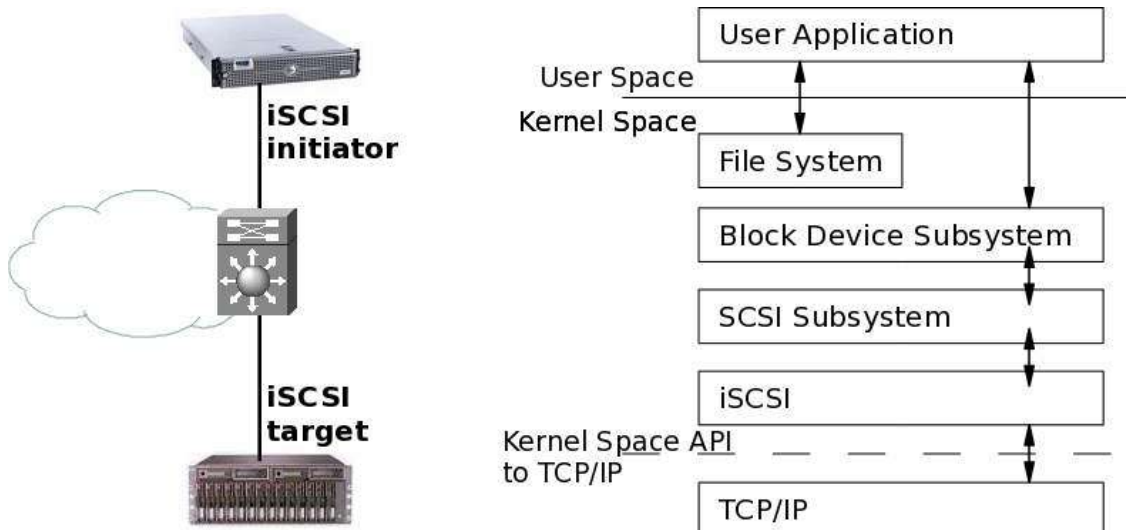 iSCSI
initiator
iSCSI
target
User Application
User Space
Kernel Space
File System
Block Device Subsystem
SCSI Subsystem
iSCSI
Kernel Space API
to TCP/IP
TCP/IP